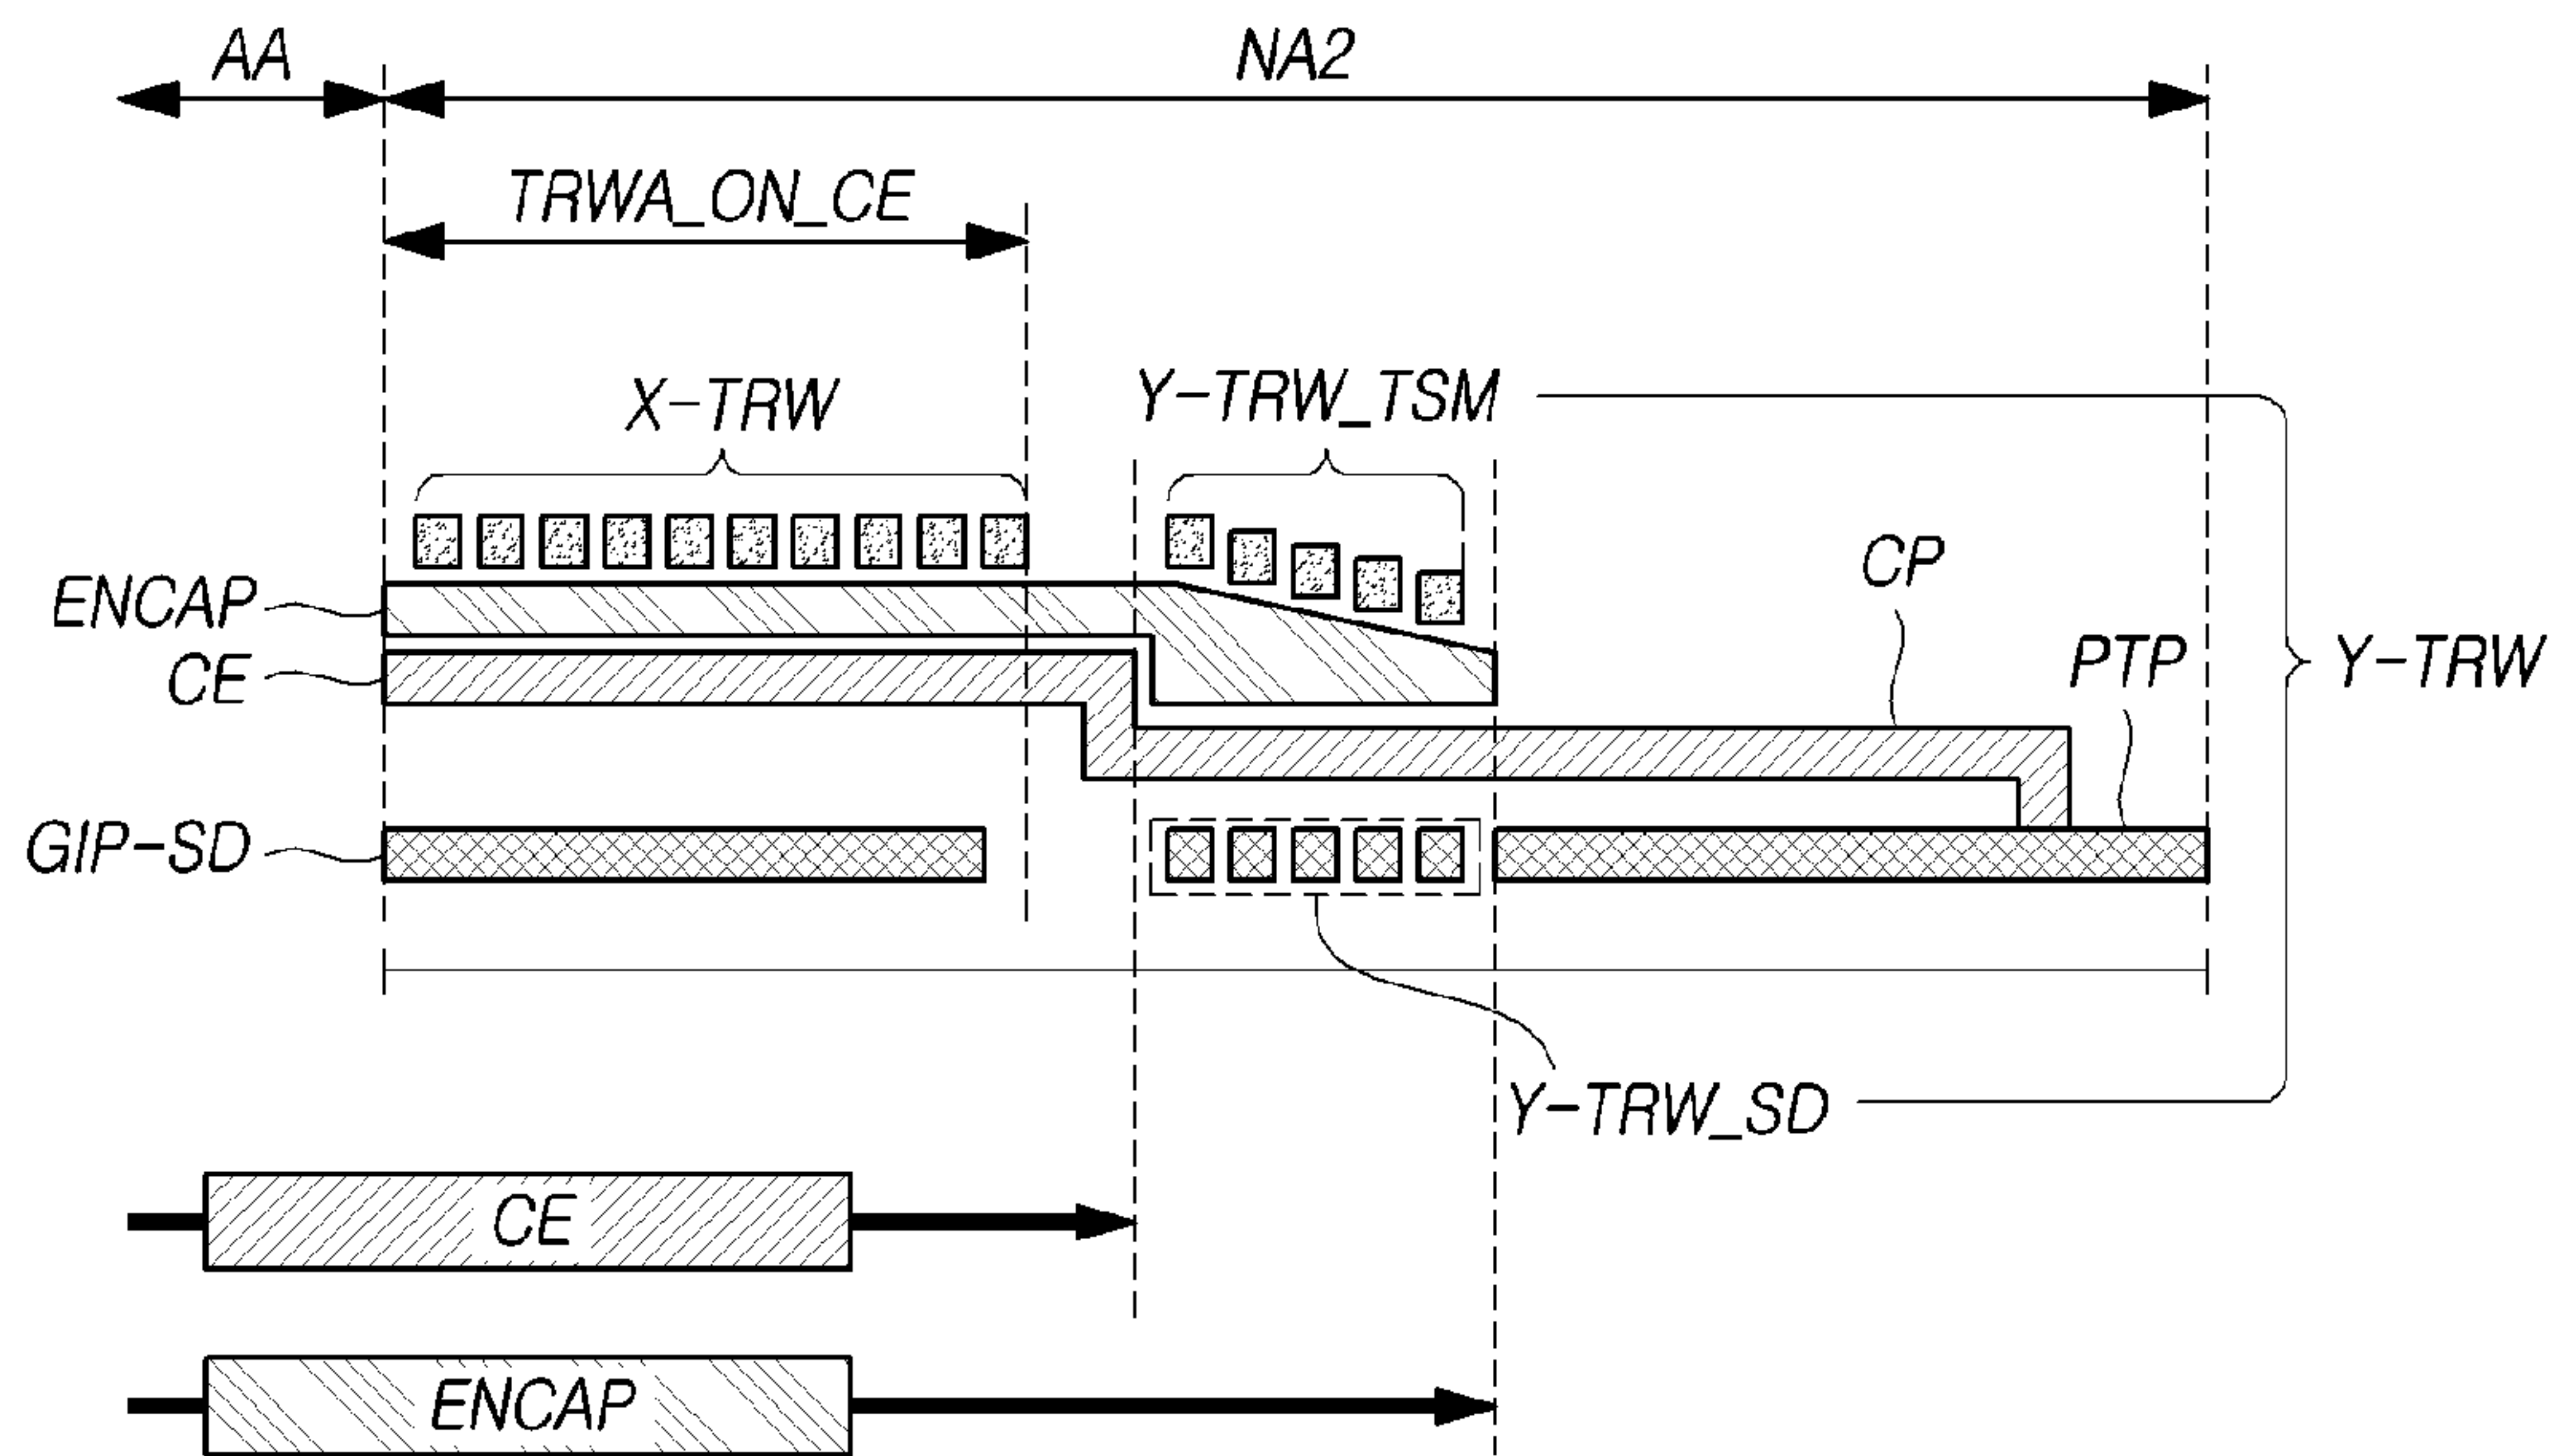 AA
NA2
TRWA_ON_CE
X-TRW
Y-TRW_TSM
ENCAP
CP
CE
PTP
Y-TRW
GIP-SD
Y-TRW_SD
CE
ENCAP